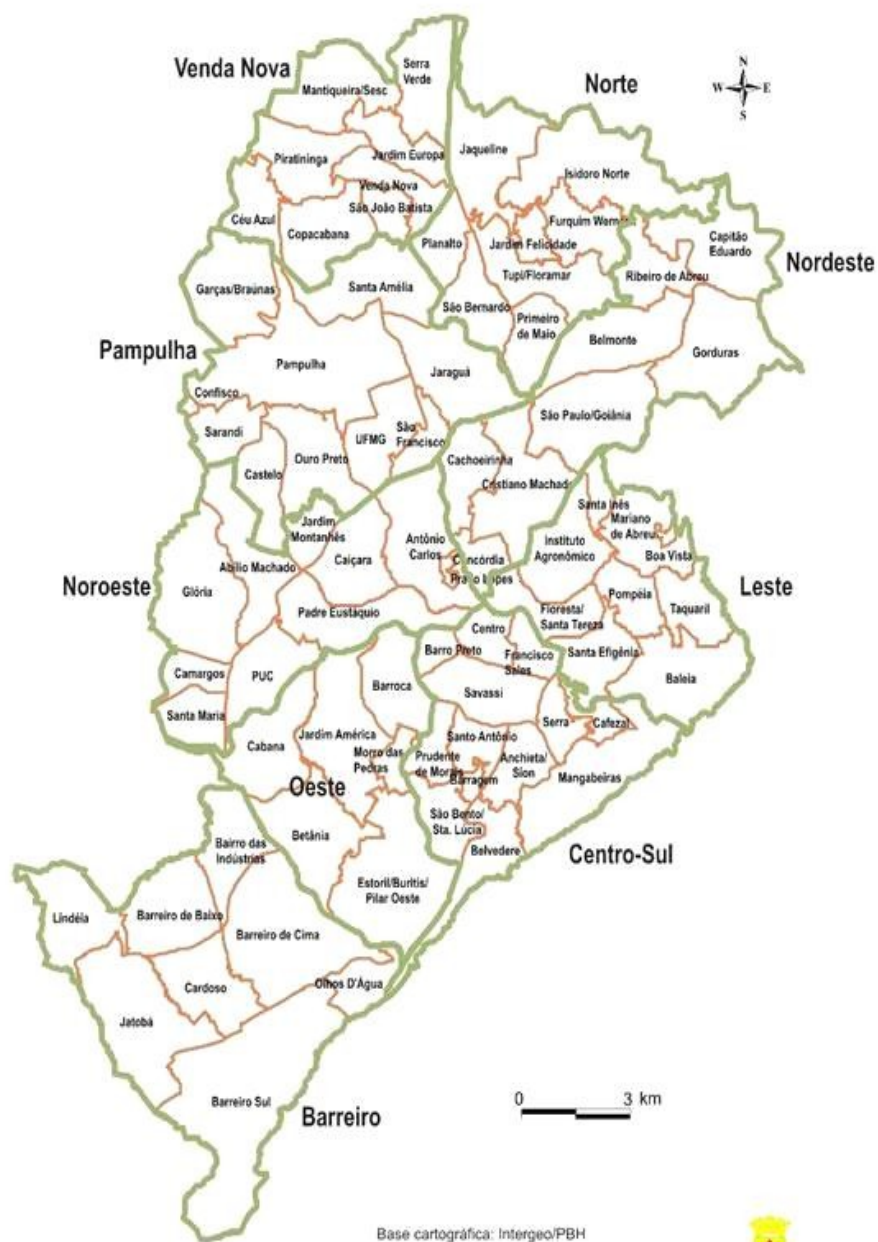 Venda Nova
Serra
Verde
Norte
N
W
E
S
Mantiqueira/Sesc
Jaqueline
Piratininga
Jardim Europa
Isidoro Norte
Venda Nova
São João Batista
Céu Azul
Copacabana
Furquim Werneck
Planalto
Jardim Felicidade
Capitão
Eduardo
Tupi/Floramar
Ribeiro de Abreu
Nordeste
Garças/Braúnas
Santa Amélia
São Bernardo
Primeiro
de Maio
Belmonte
Gorduras
Pampulha
Pampulha
Jaraguá
Confisco
São Paulo/Goiânia
Sarandi
UFMG
São
Francisco
Castelo
Ouro Preto
Cachoeirinha
Cristiano Machado
Santa Inês
Mariano
de Abreu
Jardim
Montanhês
Antônio
Carlos
Instituto
Agronômico
Boa Vista
Noroeste
Glória
Abílio Machado
Caiçara
Concórdia
Prado Lopes
Leste
Pompéia
Taquaril
Padre Eustáquio
Floresta/
Santa Tereza
Centro
Santa Efigênia
Barro Preto
Francisco
Sales
Camargos
PUC
Barroca
Savassi
Baleia
Santa Maria
Serra
Cafezal
Cabana
Jardim América
Santo Antônio
Morro das
Pedras
Prudente
de Morais
Anchieta/
Sion
Barragem
Mangabeiras
Oeste
São Bento/
Sta. Lúcia
Betânia
Bairro das
Indústrias
Belvedere
Centro-Sul
Estoril/Buritis/
Pilar Oeste
Lindéia
Barreiro de Baixo
Barreiro de Cima
Cardoso
Olhos D'Água
Jatobá
Barreiro Sul
Barreiro
0 3 km
Base cartográfica: Intergeo/PBH